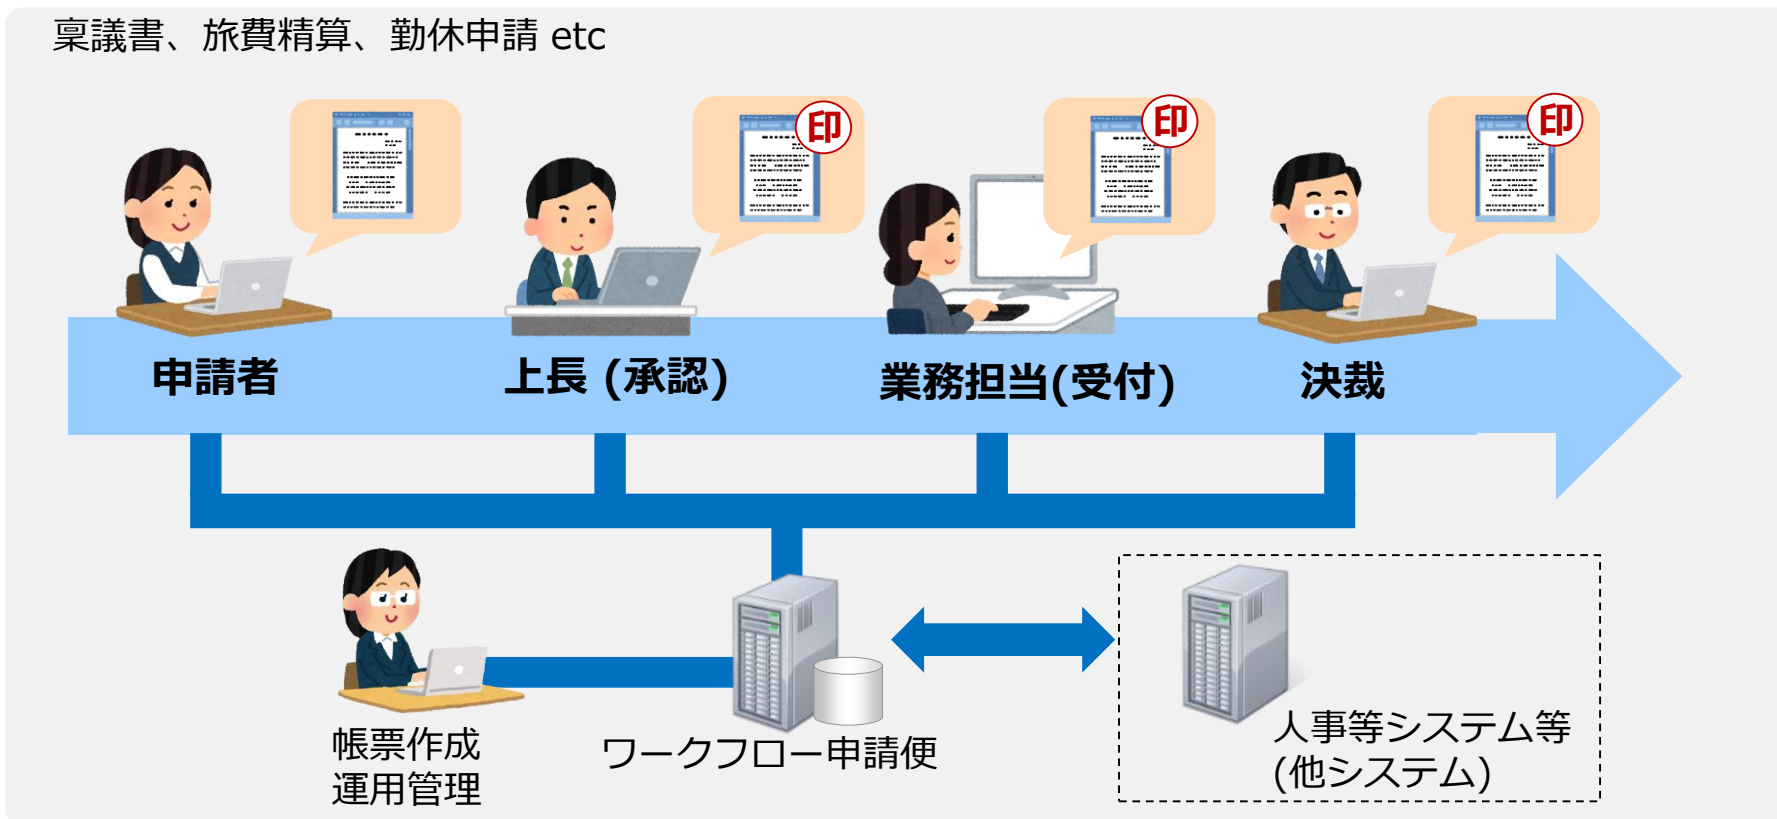 稟議書、旅費精算、勤休申請 etc
印
印
印
申請者
上長 (承認)
業務担当(受付)
決裁
帳票作成
運用管理
ワークフロー申請便
人事等システム等
(他システム)